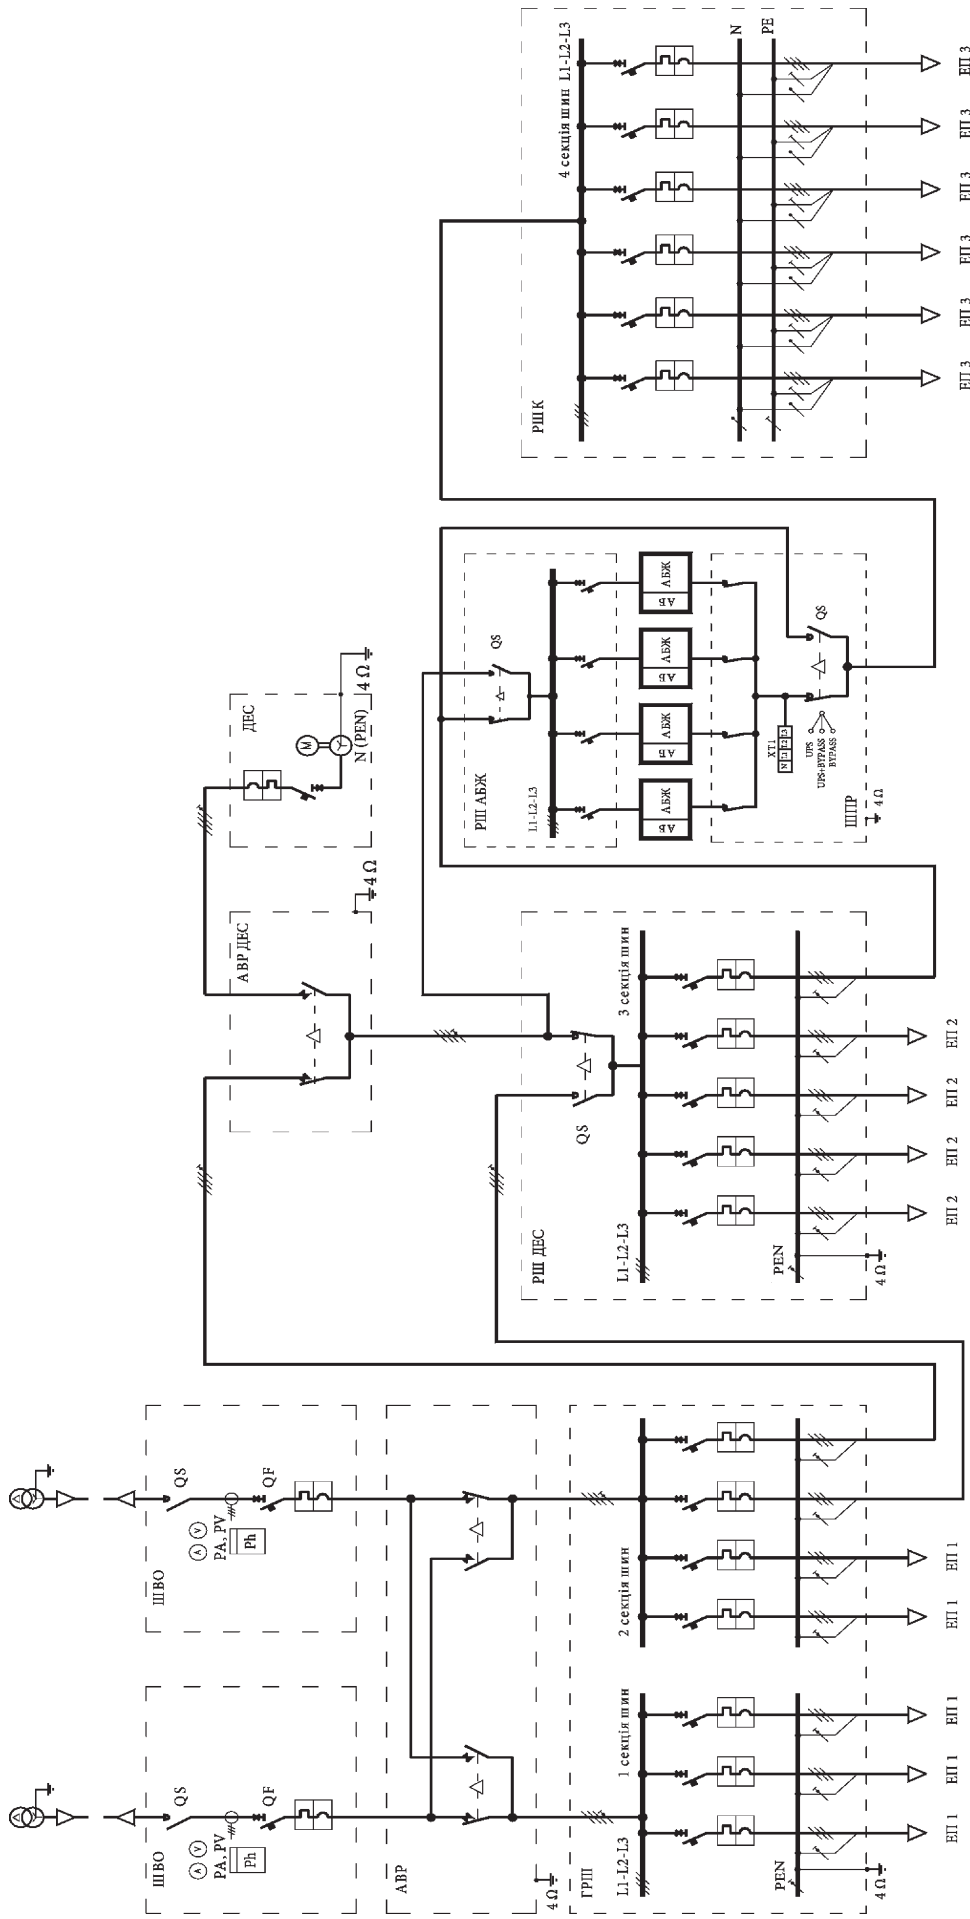 ШВО
QS
A V
PA, PV
QF
Ph
ШВО
QS
A V
PA, PV
QF
Ph
АВР
4 Ω
ГРЩ
L1-L2-L3
1 секція шин
2 секція шин
PEN
4 Ω
ЕП 1
ЕП 1
ЕП 1
ЕП 1
ЕП 1
АВР ДЕС
4 Ω
ДЕС
M
Y
N (PEN)
4 Ω
QS
РЩ ДЕС
L1-L2-L3
3 секція шин
PEN
4 Ω
ЕП 2
ЕП 2
ЕП 2
ЕП 2
РЩ АБЖ
QS
L1-L2-L3
АБ АБЖ
АБ АБЖ
АБ АБЖ
АБ АБЖ
ЩПР
4 Ω
XT1
N L1 L2 L3
UPS
UPS+BYPASS
BYPASS
QS
РЩК
4 секція шин L1-L2-L3
N
PE
ЕП 3
ЕП 3
ЕП 3
ЕП 3
ЕП 3
ЕП 3